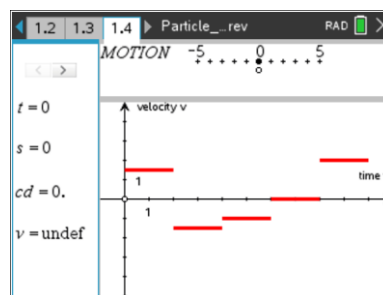 1.2 1.3 1.4 Particle_...rev RAD
MOTION -5 0 5
< >
t = 0
s = 0
cd = 0.
v = undef
velocity v
1
time
1